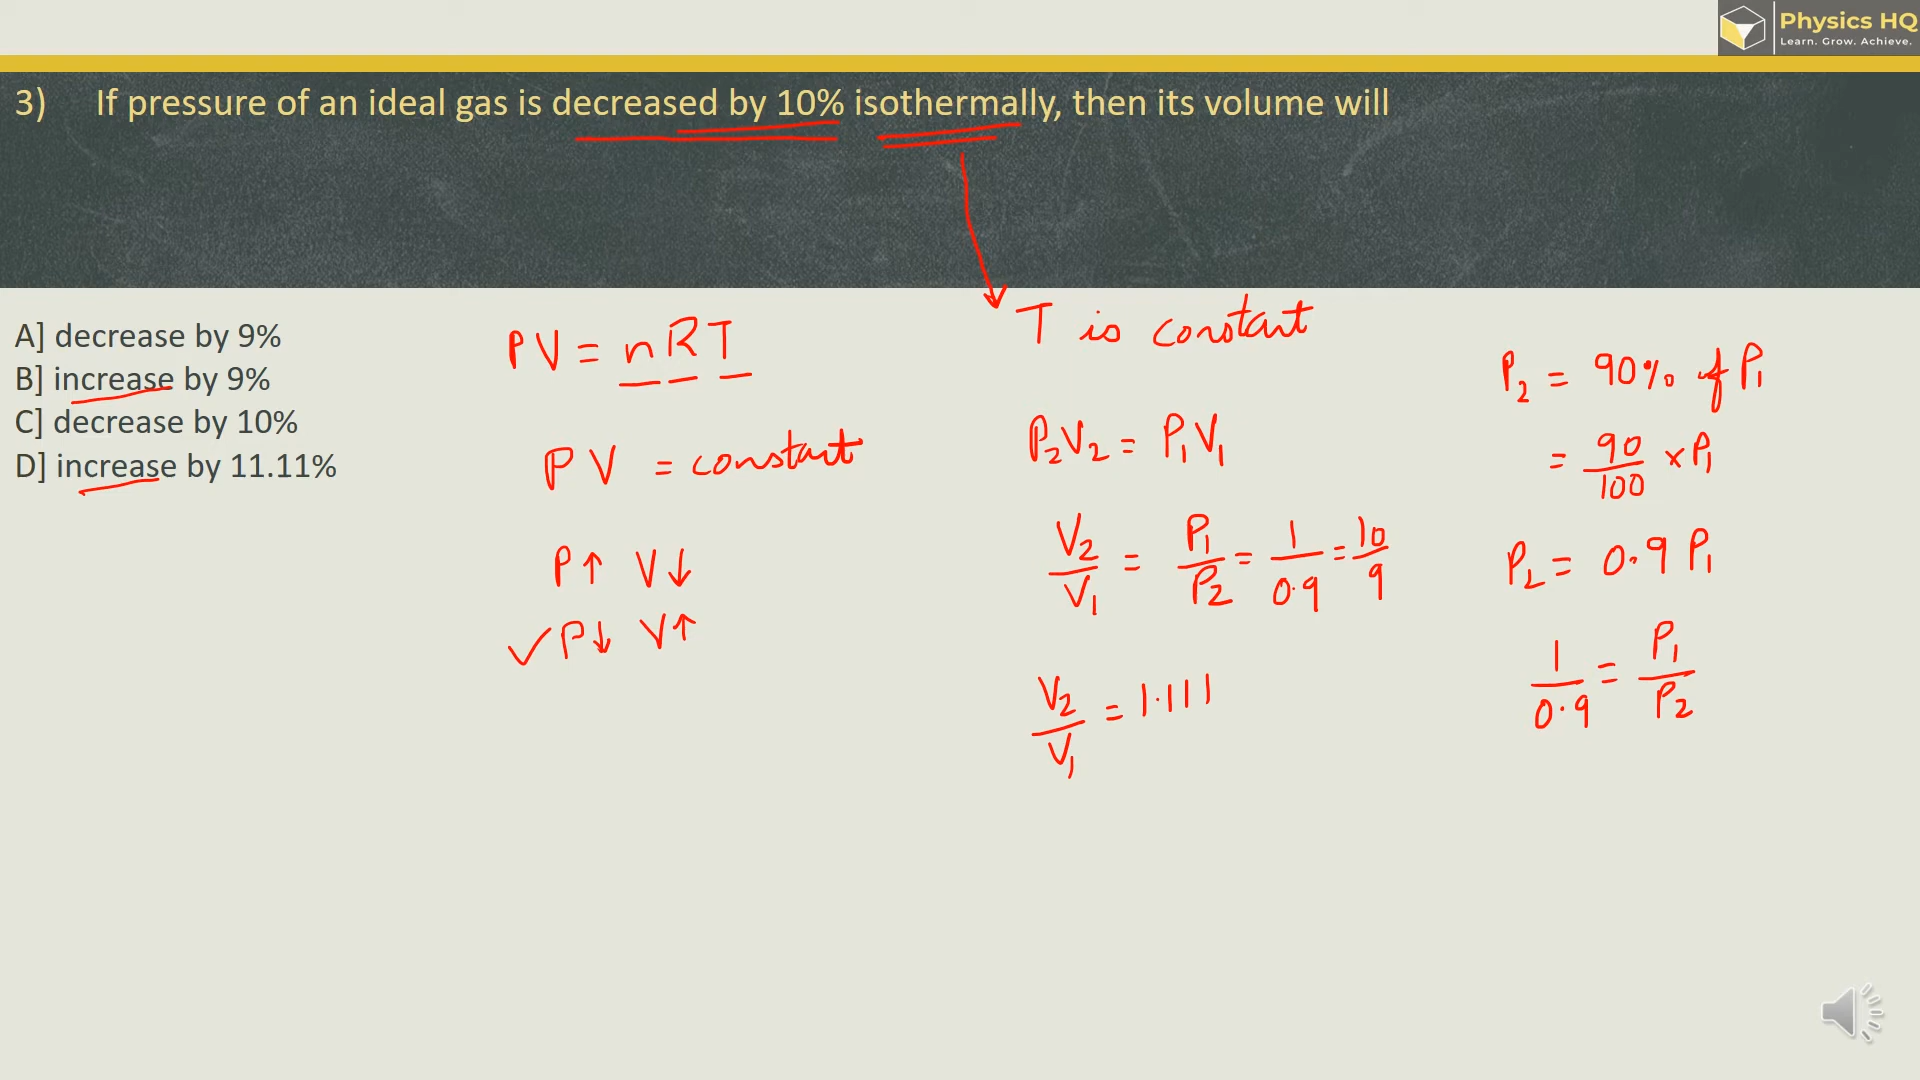 Physics HQ
Learn. Grow. Achieve.
3) If pressure of an ideal gas is decreased by 10% isothermally, then its volume will
A] decrease by 9%
B] increase by 9%
C] decrease by 10%
D] increase by 11.11%
PV = nRT
PV = constant
P↑ V↓
✓P↓ V↑
T is constant
P₂V₂ = P₁V₁
V₂/V₁ = P₁/P₂ = 1/0.9 = 10/9
V₂/V₁ = 1.111
P₂ = 90% of P₁
= 90/100 × P₁
P₂ = 0.9 P₁
1/0.9 = P₁/P₂